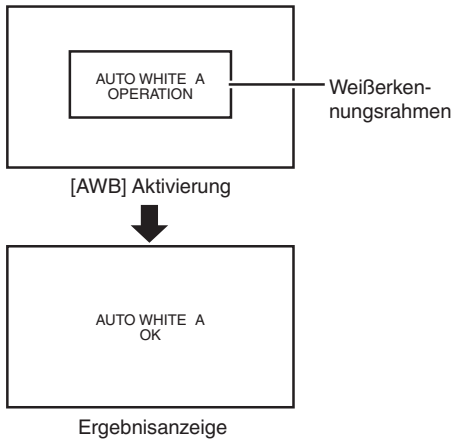 AUTO WHITE A
OPERATION
Weißerken-
nungsrahmen
[AWB] Aktivierung
AUTO WHITE A
OK
Ergebnisanzeige